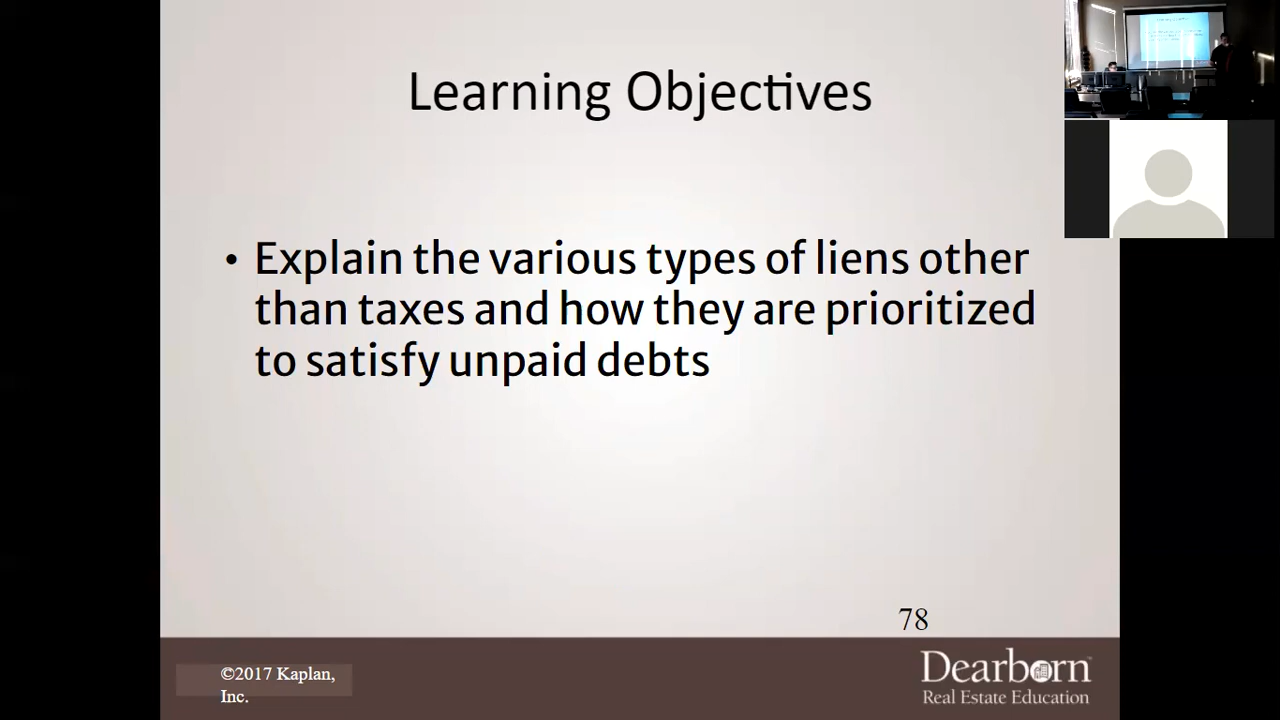 Learning Objectives
• Explain the various types of liens other
than taxes and how they are prioritized
to satisfy unpaid debts
78
©2017 Kaplan,
Inc.
Dearborn™
Real Estate Education